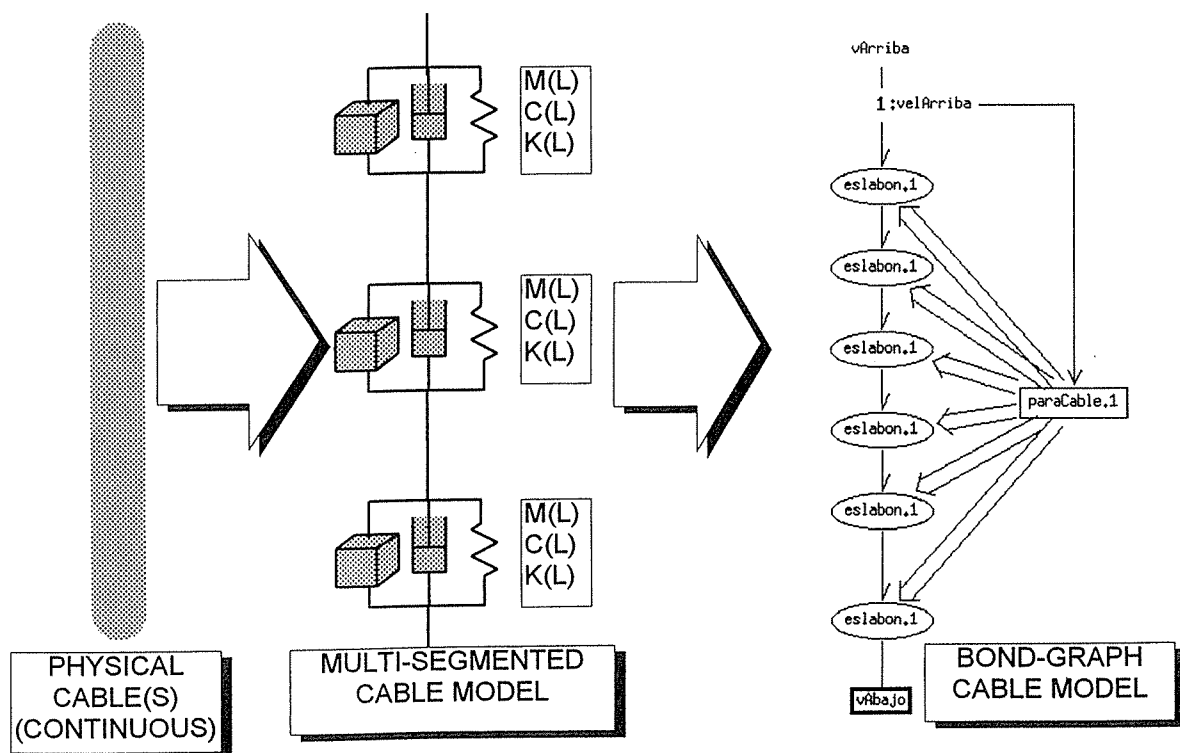 M(L)
C(L)
K(L)
M(L)
C(L)
K(L)
M(L)
C(L)
K(L)
PHYSICAL
CABLE(S)
(CONTINUOUS)
MULTI-SEGMENTED
CABLE MODEL
vArriba
1:velArriba
eslabon.1
eslabon.1
eslabon.1
paraCable.1
eslabon.1
eslabon.1
eslabon.1
vAbajo
BOND-GRAPH
CABLE MODEL